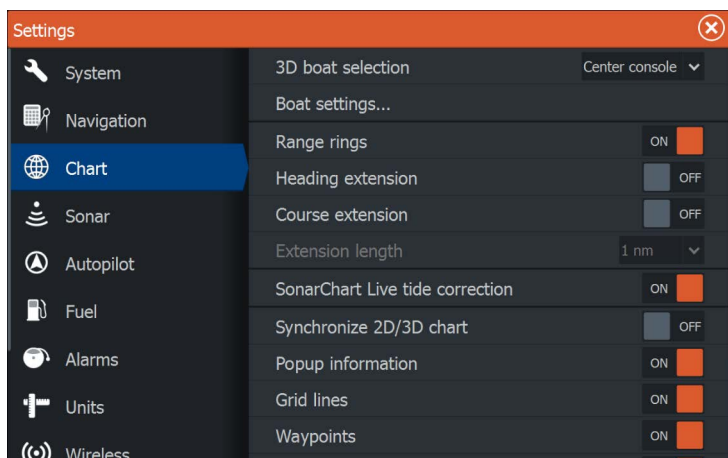 Settings
System
Navigation
Chart
Sonar
Autopilot
Fuel
Alarms
Units
Wireless
3D boat selection Center console
Boat settings...
Range rings ON
Heading extension OFF
Course extension OFF
Extension length 1 nm
SonarChart Live tide correction ON
Synchronize 2D/3D chart OFF
Popup information ON
Grid lines ON
Waypoints ON